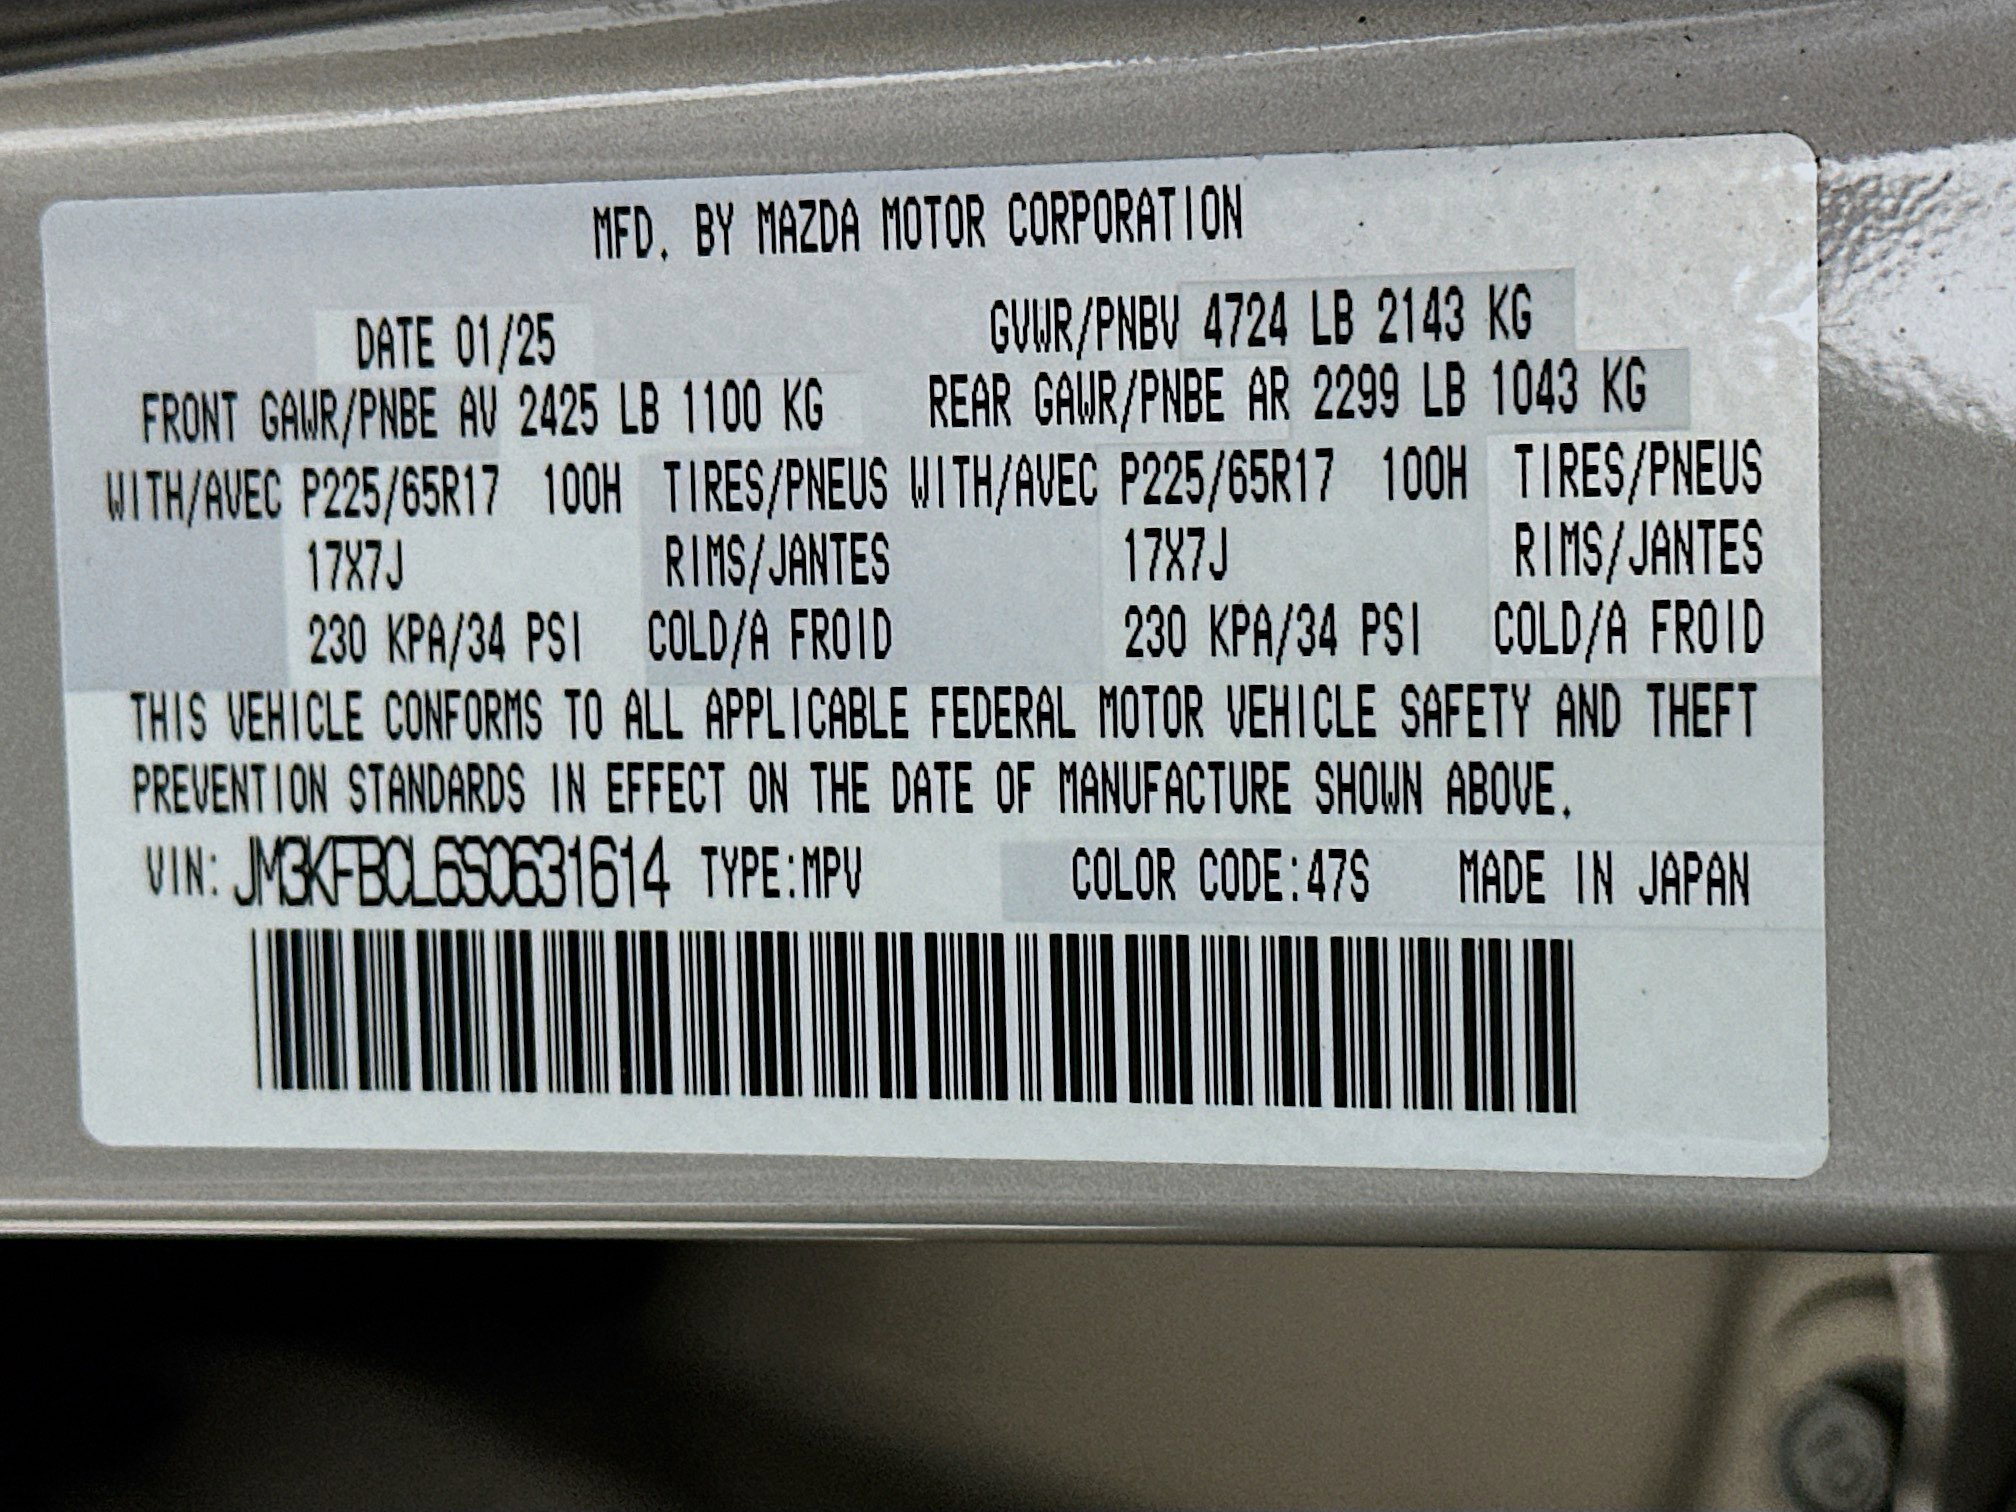 MFD. BY MAZDA MOTOR CORPORATION
DATE 01/25 GVWR/PNBV 4724 LB 2143 KG
FRONT GAWR/PNBE AV 2425 LB 1100 KG REAR GAWR/PNBE AR 2299 LB 1043 KG
WITH/AVEC P225/65R17 100H TIRES/PNEUS WITH/AVEC P225/65R17 100H TIRES/PNEUS
17X7J RIMS/JANTES 17X7J RIMS/JANTES
230 KPA/34 PSI COLD/A FROID 230 KPA/34 PSI COLD/A FROID
THIS VEHICLE CONFORMS TO ALL APPLICABLE FEDERAL MOTOR VEHICLE SAFETY AND THEFT
PREVENTION STANDARDS IN EFFECT ON THE DATE OF MANUFACTURE SHOWN ABOVE.
VIN: JM3KFBCL6S0631614 TYPE:MPV COLOR CODE:47S MADE IN JAPAN